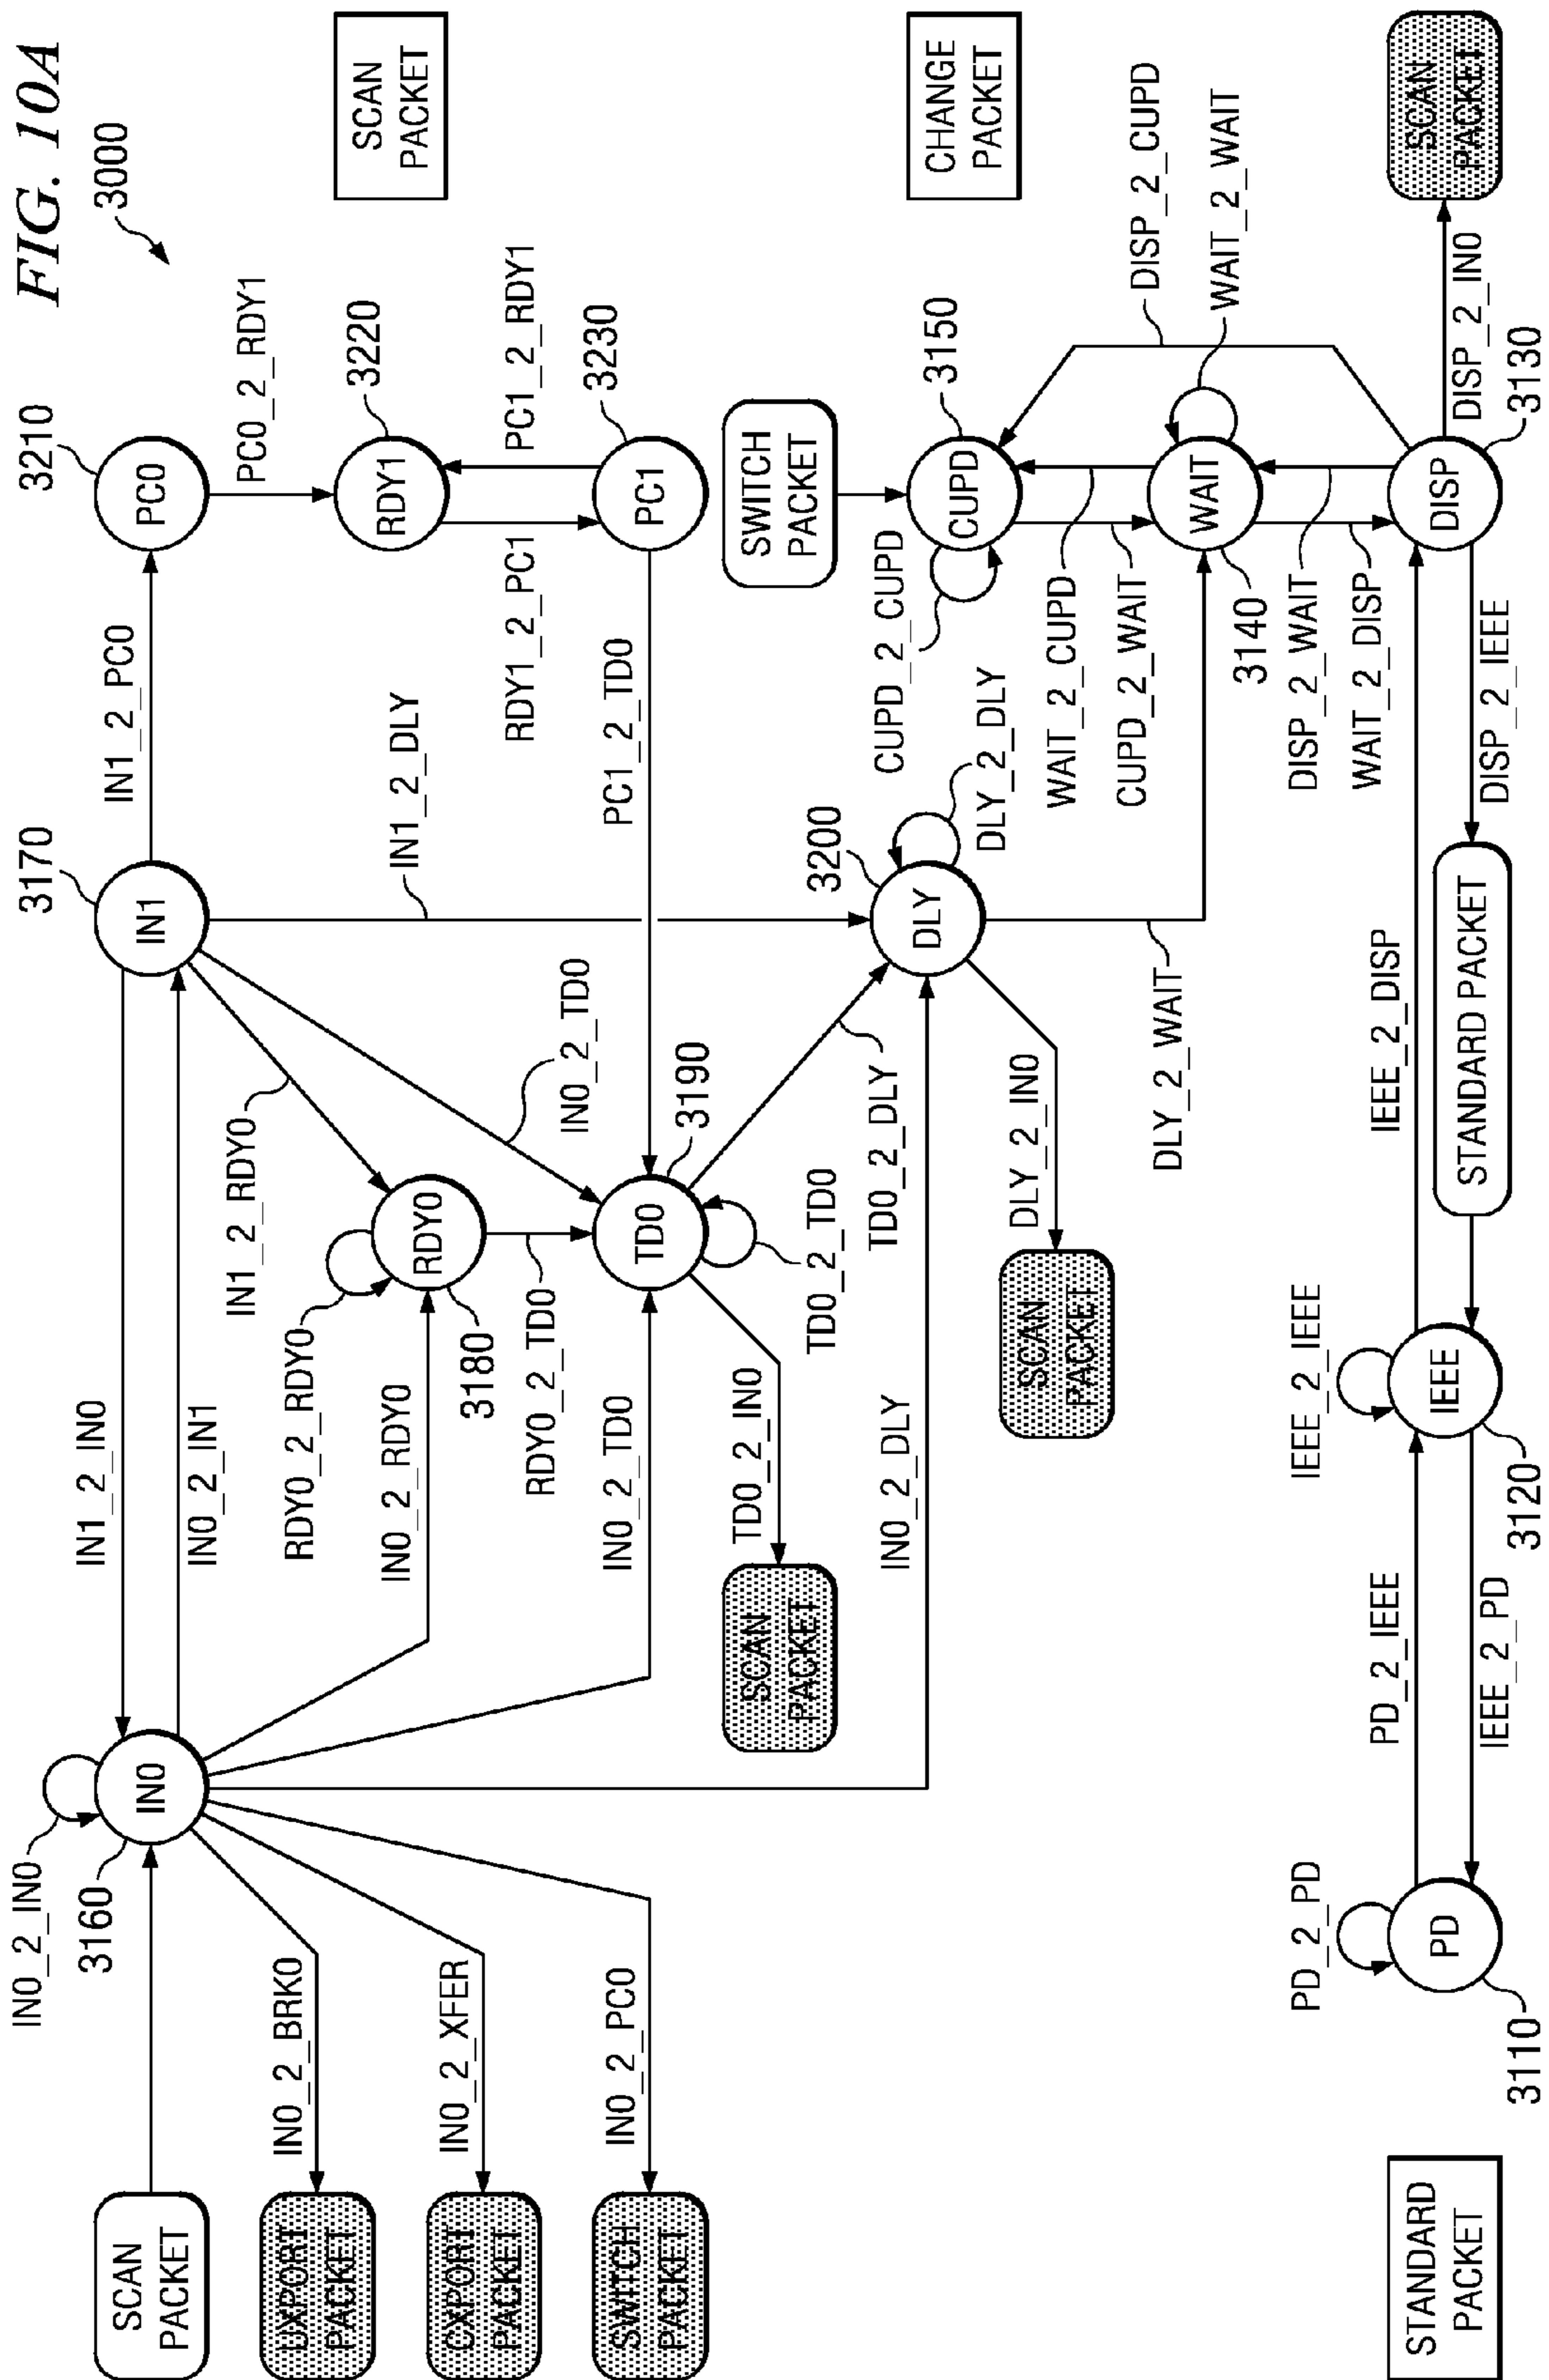 FIG. 10A
3000
SCAN
PACKET
IN0_2_IN0
3160
IN0
IN1_2_IN0
IN0_2_IN1
3170
IN1
IN1_2_PC0
3210
PC0
PC0_2_RDY1
UXPORT
PACKET
IN0_2_BRK0
CXPORT
PACKET
IN0_2_XFER
SWITCH
PACKET
IN0_2_PC0
RDY0_2_RDY0
IN1_2_RDY0
IN0_2_RDY0
RDY0
3180
RDY0_2_TD0
IN1_2_DLY
RDY1
3220
RDY1_2_PC1
PC1_2_RDY1
SCAN
PACKET
IN0_2_TD0
TD0
3190
IN0_2_TD0
PC1_2_TD0
PC1
3230
TD0_2_IN0
SCAN
PACKET
TD0_2_TD0
TD0_2_DLY
SWITCH
PACKET
IN0_2_DLY
3200
DLY
DLY_2_DLY
CUPD_2_CUPD
CUPD
3150
CHANGE
PACKET
SCAN
PACKET
DLY_2_IN0
DLY_2_WAIT
WAIT_2_CUPD
CUPD_2_WAIT
DISP_2_CUPD
WAIT_2_WAIT
3140
WAIT
DISP_2_WAIT
WAIT_2_DISP
STANDARD
PACKET
PD_2_PD
PD
3110
PD_2_IEEE
IEEE_2_PD
IEEE_2_IEEE
IEEE
3120
IEEE_2_DISP
STANDARD PACKET
DISP_2_IEEE
DISP
3130
DISP_2_IN0
SCAN
PACKET